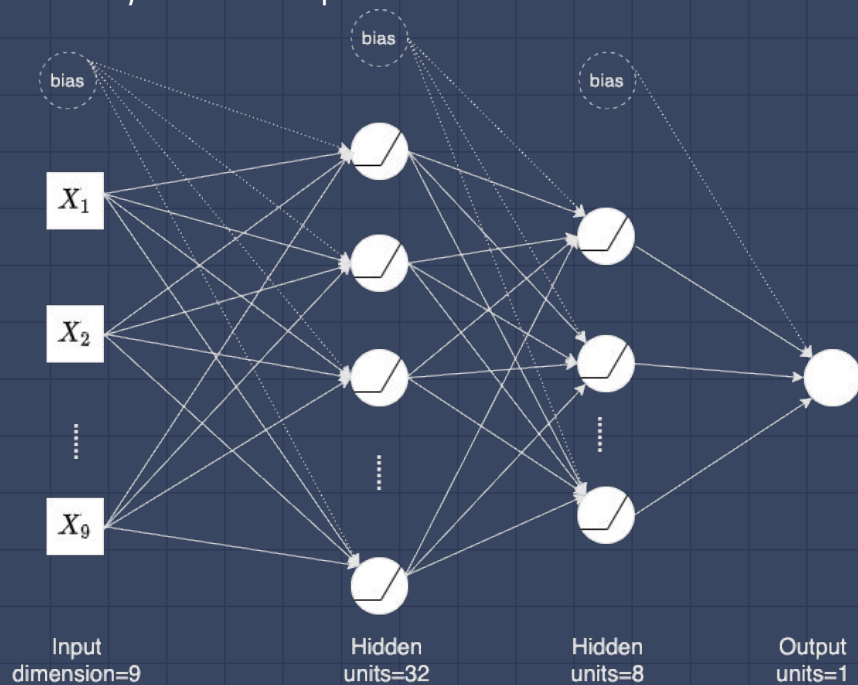 bias
bias
bias
X1
X2
X9
Input
dimension=9
Hidden
units=32
Hidden
units=8
Output
units=1